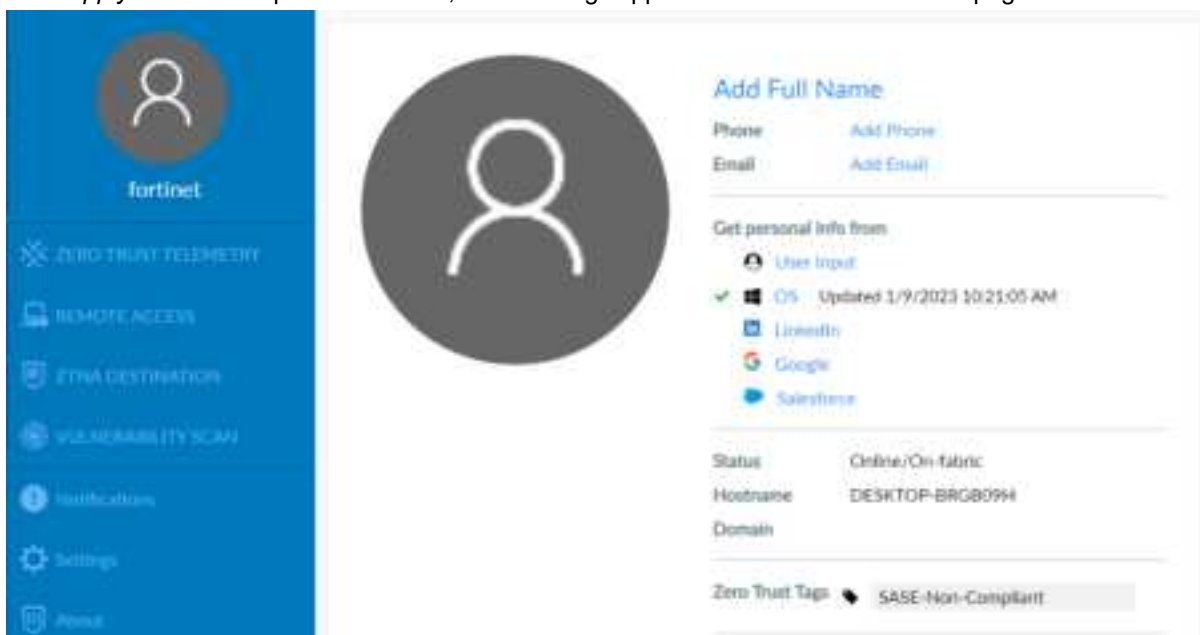 fortinet
ZERO TRUST TELEMETRY
REMOTE ACCESS
ZTNA DESTINATION
VULNERABILITY SCAN
Notifications
Settings
About
Add Full Name
Phone Add Phone
Email Add Email
Get personal info from
User Input
OS Updated 1/9/2023 10:21:05 AM
LinkedIn
Google
Salesforce
Status Online/On-fabric
Hostname
Domain
Zero Trust Tags SASE-Non-Compliant